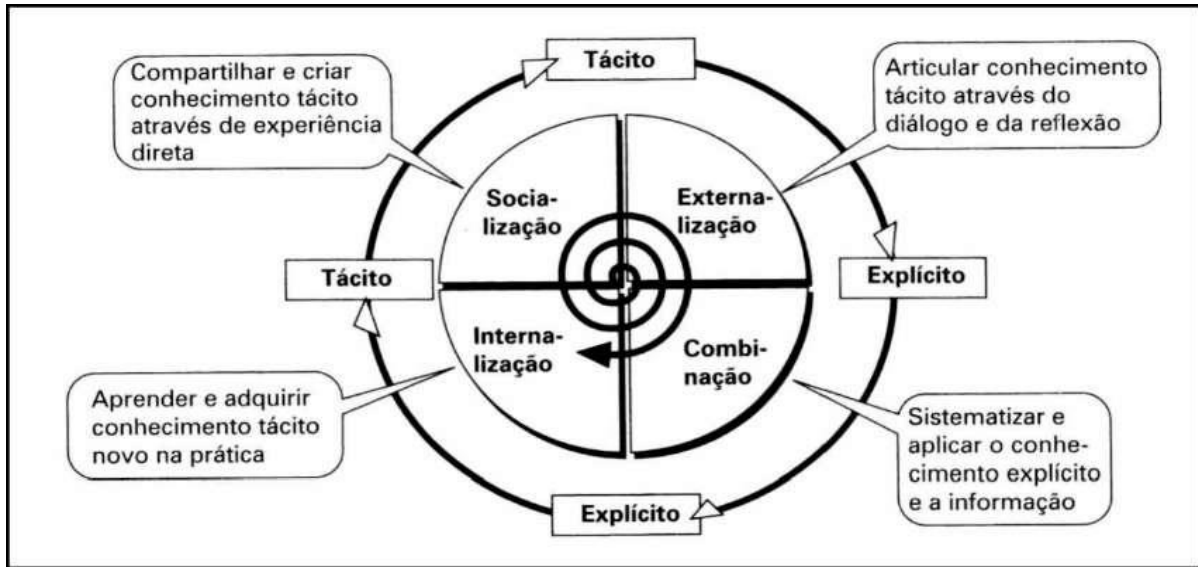 Tácito
Compartilhar e criar
conhecimento tácito
através de experiência
direta
Articular conhecimento
tácito através do
diálogo e da reflexão
Socia-
lização
Externa-
lização
Tácito
Explícito
Interna-
lização
Combi-
nação
Aprender e adquirir
conhecimento tácito
novo na prática
Sistematizar e
aplicar o conhe-
cimento explícito
e a informação
Explícito